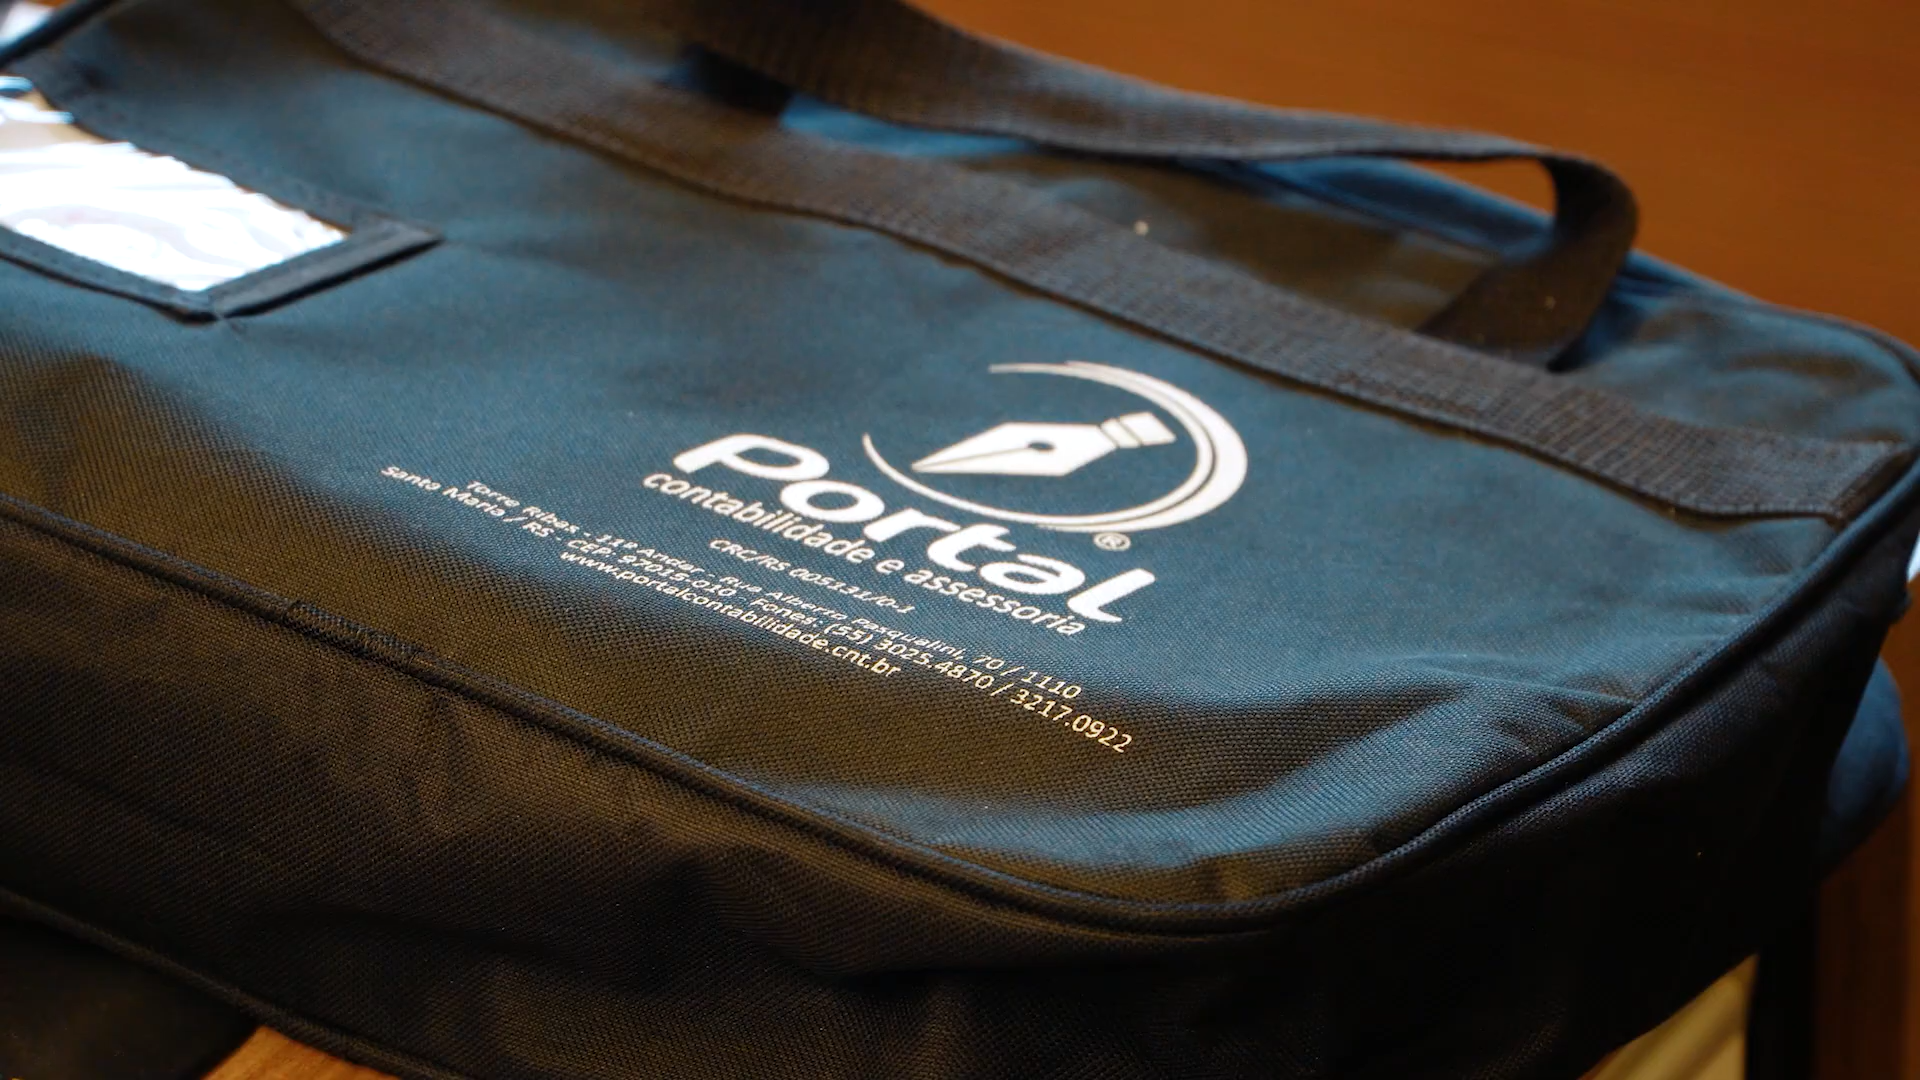 portal®
contabilidade e assessoria
CRC/RS 005131/O-1
Torre Ribas - 11º Andar - Rua Alberto Pasqualini, 70 / 1110
Santa Maria / RS - CEP: 97015-010 - Fones: (55) 3025.4870 / 3217.0922
www.portalcontabilidade.cnt.br